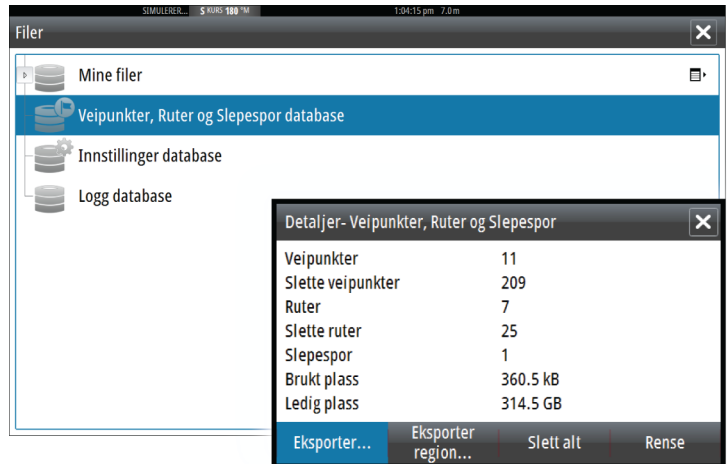 SIMULERER... S KURS 180 °M 1:04:15 pm 7.0 m
Filer
Mine filer
Veipunkter, Ruter og Slepespor database
Innstillinger database
Logg database
Detaljer- Veipunkter, Ruter og Slepespor
Veipunkter 11
Slette veipunkter 209
Ruter 7
Slette ruter 25
Slepespor 1
Brukt plass 360.5 kB
Ledig plass 314.5 GB
Eksporter...
Eksporter
region...
Slett alt
Rense